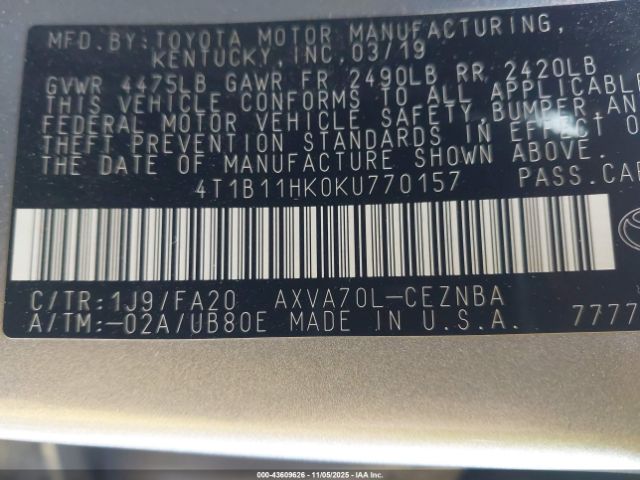 MFD. BY: TOYOTA MOTOR MANUFACTURING,
KENTUCKY, INC. 03/19
GVWR 4475LB GAWR FR 2490LB RR 2420LB
THIS VEHICLE CONFORMS TO ALL APPLICABLE
FEDERAL MOTOR VEHICLE SAFETY, BUMPER AND
THEFT PREVENTION STANDARDS IN EFFECT O
THE DATE OF MANUFACTURE SHOWN ABOVE.
4T1B11HK0KU770157 PASS. CAR
C/TR: 1J9/FA20 AXVA70L-CEZNBA
A/TM: -02A/UB80E MADE IN U.S.A. 7777
000-43609626 - 11/05/2025 - IAAI, Inc.